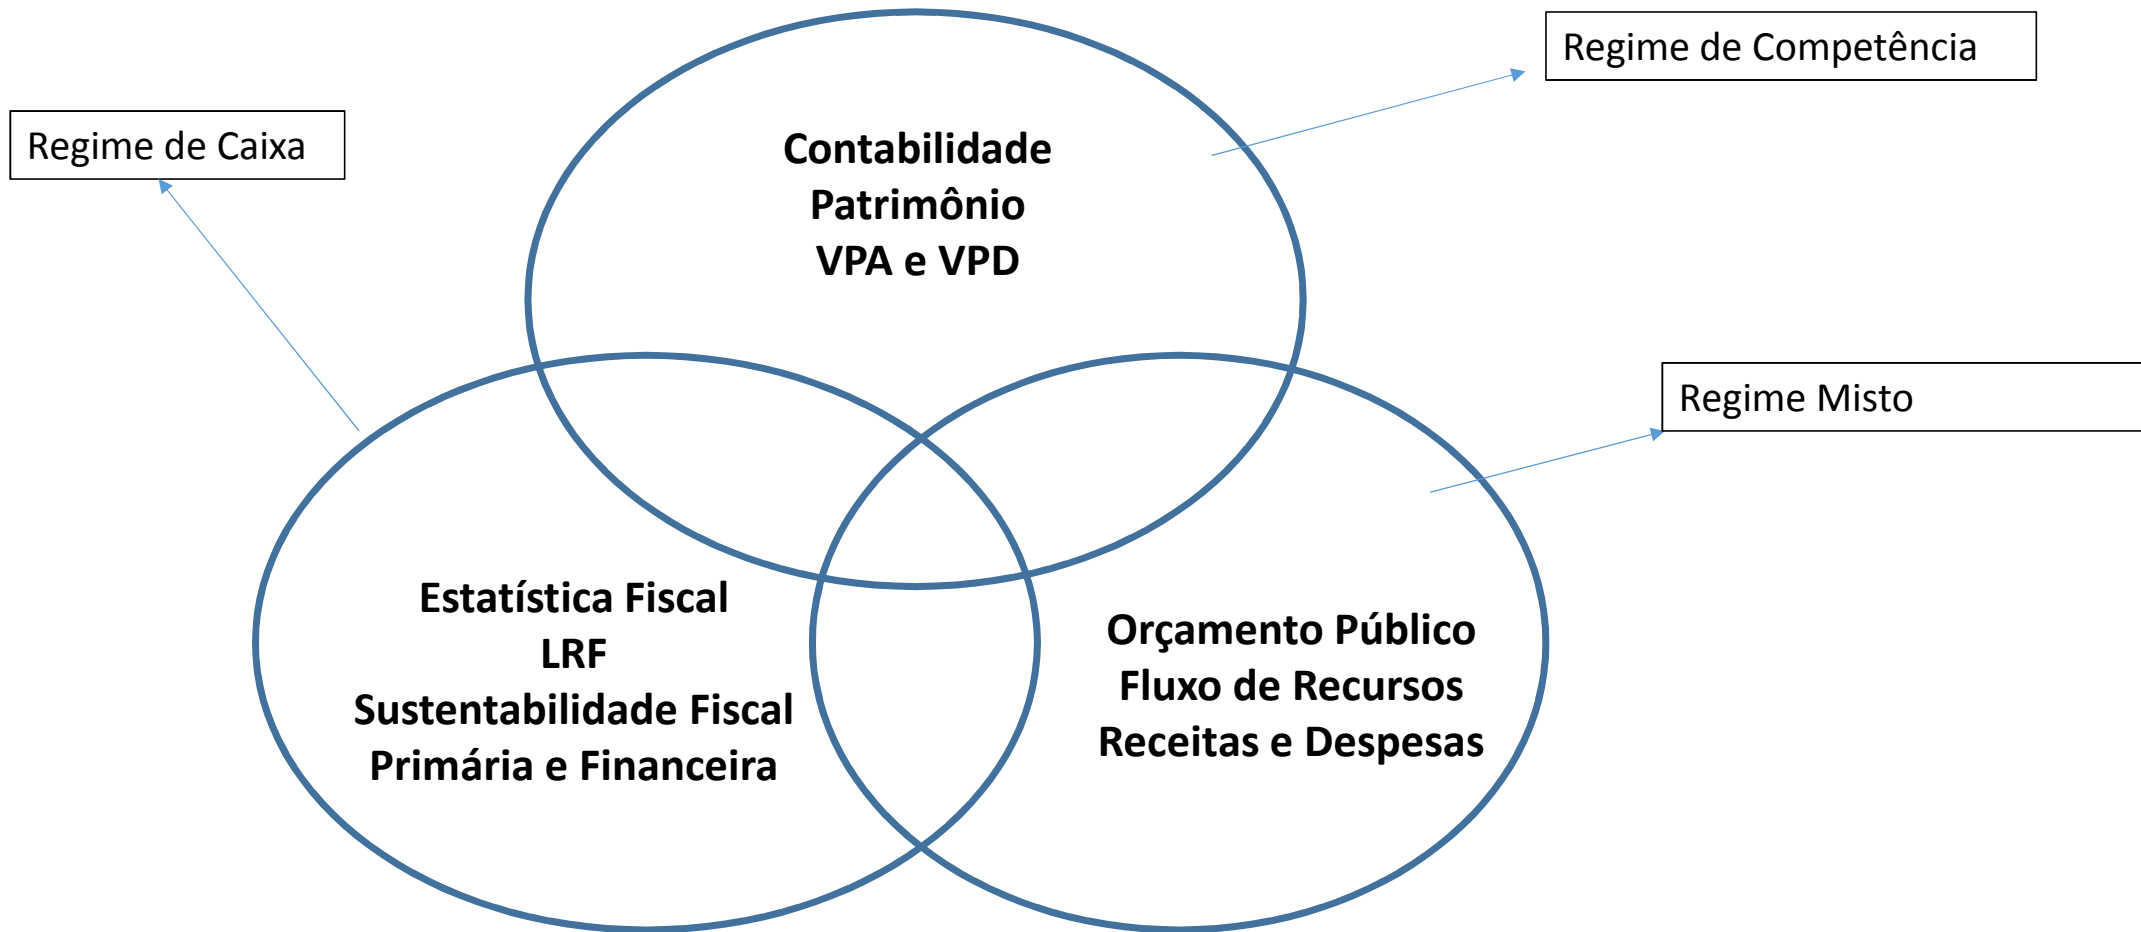 Regime de Competência
Regime de Caixa
Contabilidade
Patrimônio
VPA e VPD
Regime Misto
Estatística Fiscal
LRF
Sustentabilidade Fiscal
Primária e Financeira
Orçamento Público
Fluxo de Recursos
Receitas e Despesas